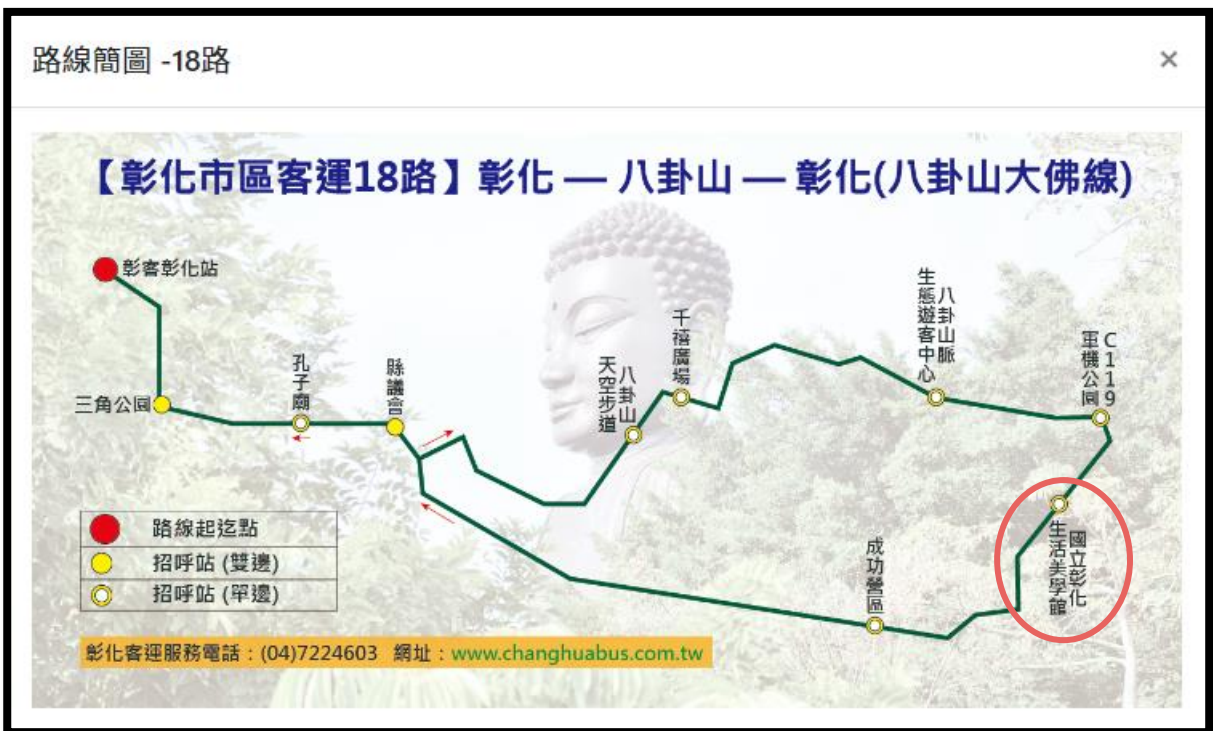 路線簡圖 -18路
×
【彰化市區客運18路】彰化 — 八卦山 — 彰化(八卦山大佛線)
彰客彰化站
三角公園
孔子廟
縣議會
八卦山
天空步道
千禧廣場
八卦山脈
生態遊客中心
C119
軍機公園
國立彰化
生活美學館
成功營區
路線起迄點
招呼站 (雙邊)
招呼站 (單邊)
彰化客運服務電話：(04)7224603 網址：www.changhuabus.com.tw